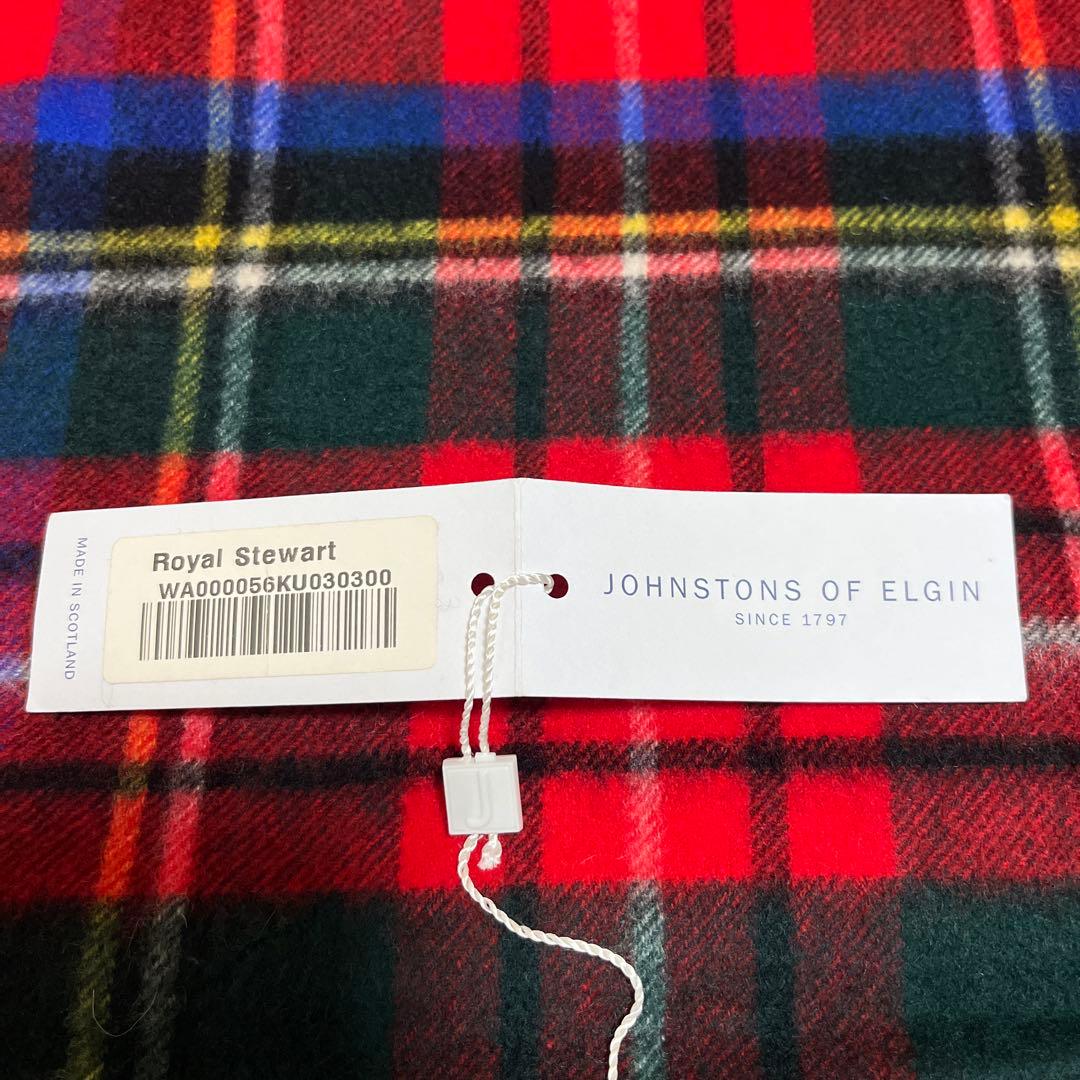 MADE IN SCOTLAND
Royal Stewart
WA000056KU030300
JOHNSTONS OF ELGIN
SINCE 1797
J